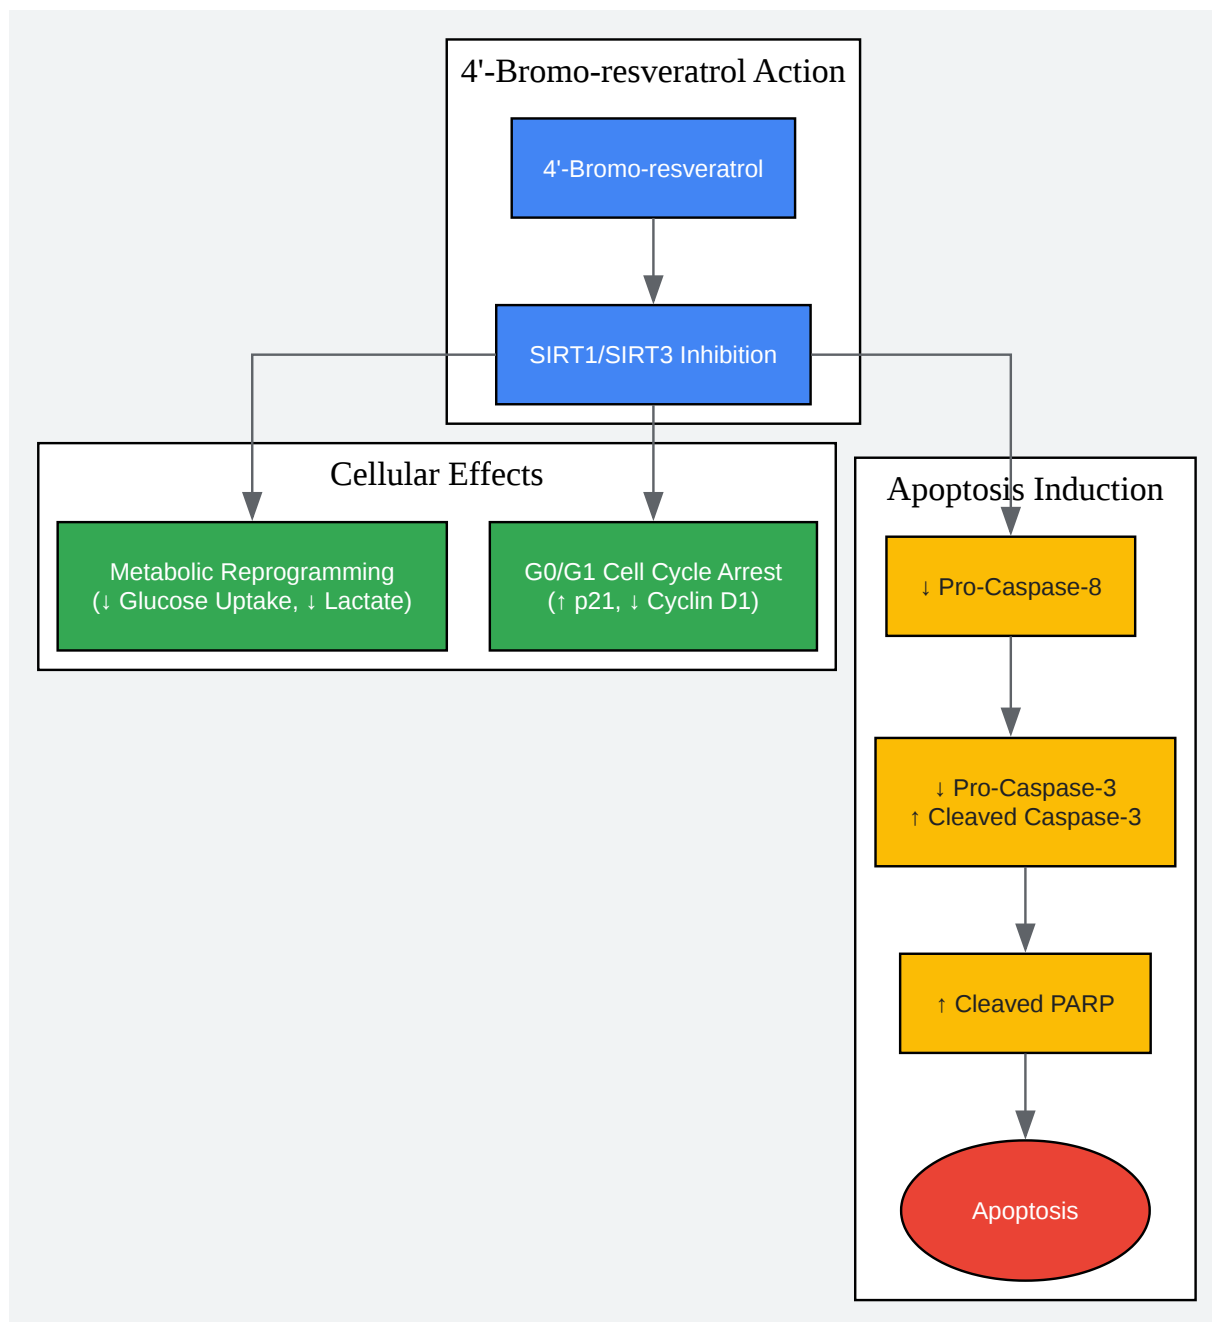 4'-Bromo-resveratrol Action
4'-Bromo-resveratrol
SIRT1/SIRT3 Inhibition
Cellular Effects
Metabolic Reprogramming
(↓ Glucose Uptake, ↓ Lactate)
G0/G1 Cell Cycle Arrest
(↑ p21, ↓ Cyclin D1)
Apoptosis Induction
↓ Pro-Caspase-8
↓ Pro-Caspase-3
↑ Cleaved Caspase-3
↑ Cleaved PARP
Apoptosis